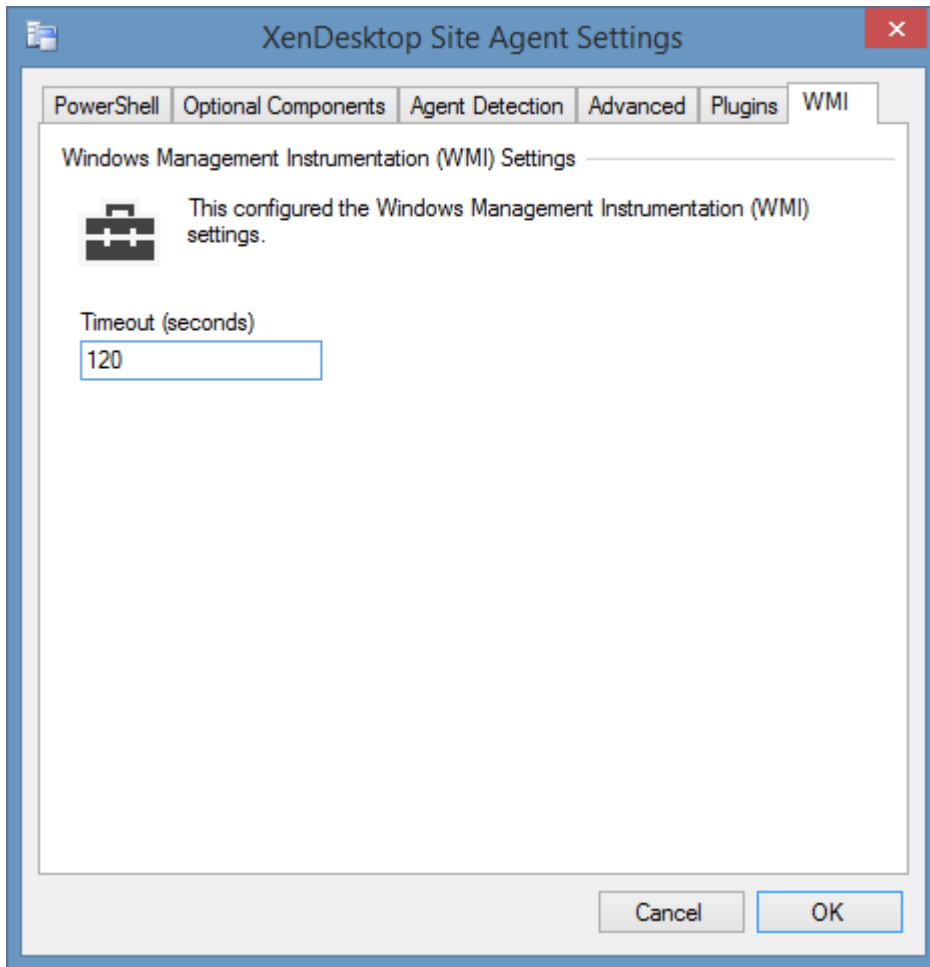 XenDesktop Site Agent Settings
PowerShell Optional Components Agent Detection Advanced Plugins WMI
Windows Management Instrumentation (WMI) Settings
This configured the Windows Management Instrumentation (WMI)
settings.
Timeout (seconds)
120
Cancel OK